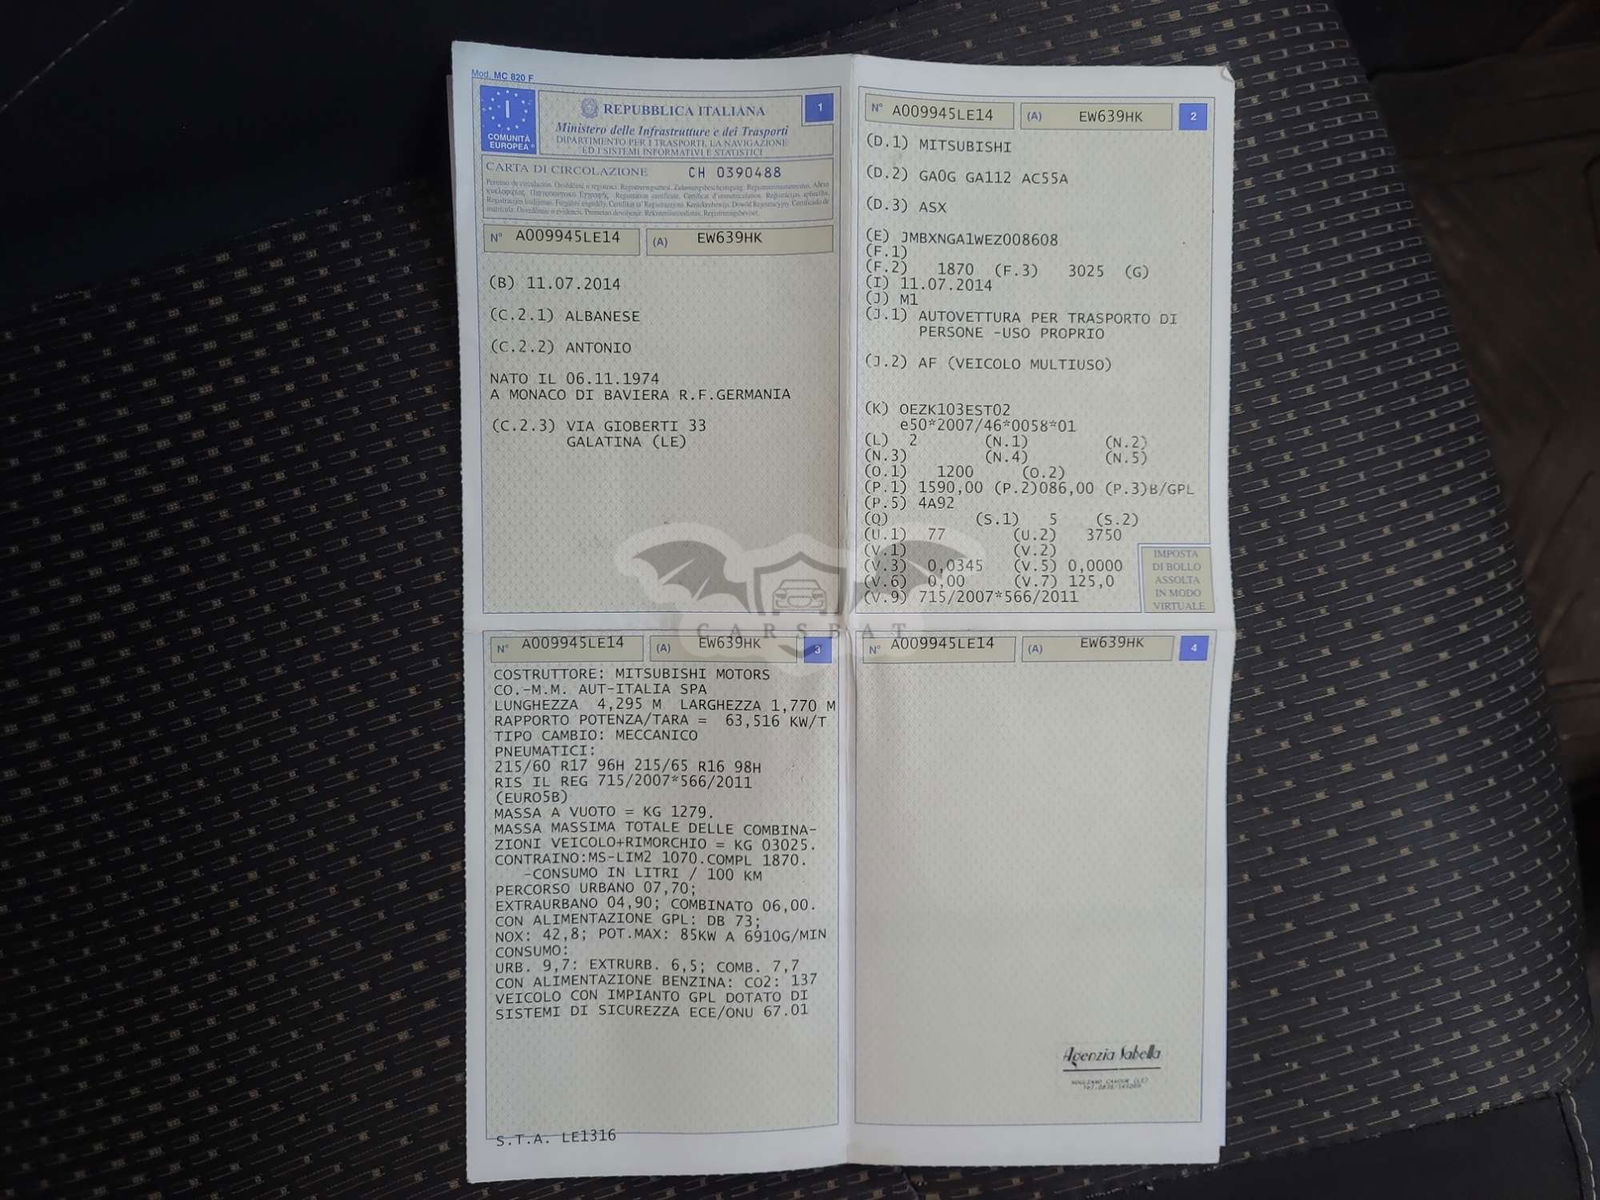 Mod. MC 820 F
I
COMUNITÀ
EUROPEA
REPUBBLICA ITALIANA
1
Ministero delle Infrastrutture e dei Trasporti
DIPARTIMENTO PER I TRASPORTI, LA NAVIGAZIONE
ED I SISTEMI INFORMATIVI E STATISTICI
CARTA DI CIRCOLAZIONE CH 0390488
N° A009945LE14 (A) EW639HK
(B) 11.07.2014
(C.2.1) ALBANESE
(C.2.2) ANTONIO
NATO IL 06.11.1974
A MONACO DI BAVIERA R.F.GERMANIA
(C.2.3) VIA GIOBERTI 33
GALATINA (LE)
N° A009945LE14 (A) EW639HK 2
(D.1) MITSUBISHI
(D.2) GA0G GA112 AC55A
(D.3) ASX
(E) JMBXNGA1WEZ008608
(F.1)
(F.2) 1870 (F.3) 3025 (G)
(I) 11.07.2014
(J) M1
(J.1) AUTOVETTURA PER TRASPORTO DI
PERSONE -USO PROPRIO
(J.2) AF (VEICOLO MULTIUSO)
(K) OEZK103EST02
e50*2007/46*0058*01
(L) 2 (N.1) (N.2)
(N.3) (N.4) (N.5)
(O.1) 1200 (O.2)
(P.1) 1590,00 (P.2)086,00 (P.3)B/GPL
(P.5) 4A92
(Q) (S.1) 5 (S.2)
(U.1) 77 (U.2) 3750
(V.1) (V.2)
(V.3) 0,0345 (V.5) 0,0000
(V.6) 0,00 (V.7) 125,0
(V.9) 715/2007*566/2011
IMPOSTA
DI BOLLO
ASSOLTA
IN MODO
VIRTUALE
CARSBAT
N° A009945LE14 (A) EW639HK 3
COSTRUTTORE: MITSUBISHI MOTORS
CO.-M.M. AUT-ITALIA SPA
LUNGHEZZA 4,295 M LARGHEZZA 1,770 M
RAPPORTO POTENZA/TARA = 63,516 KW/T
TIPO CAMBIO: MECCANICO
PNEUMATICI:
215/60 R17 96H 215/65 R16 98H
RIS IL REG 715/2007*566/2011
(EURO5B)
MASSA A VUOTO = KG 1279.
MASSA MASSIMA TOTALE DELLE COMBINA-
ZIONI VEICOLO+RIMORCHIO = KG 03025.
CONTRAINO:MS-LIM2 1070.COMPL 1870.
-CONSUMO IN LITRI / 100 KM
PERCORSO URBANO 07,70;
EXTRAURBANO 04,90; COMBINATO 06,00.
CON ALIMENTAZIONE GPL: DB 73;
NOX: 42,8; POT.MAX: 85KW A 6910G/MIN
CONSUMO:
URB. 9,7: EXTRURB. 6,5; COMB. 7,7
CON ALIMENTAZIONE BENZINA: CO2: 137
VEICOLO CON IMPIANTO GPL DOTATO DI
SISTEMI DI SICUREZZA ECE/ONU 67.01
S.T.A. LE1316
N° A009945LE14 (A) EW639HK 4
Agenzia Sabella